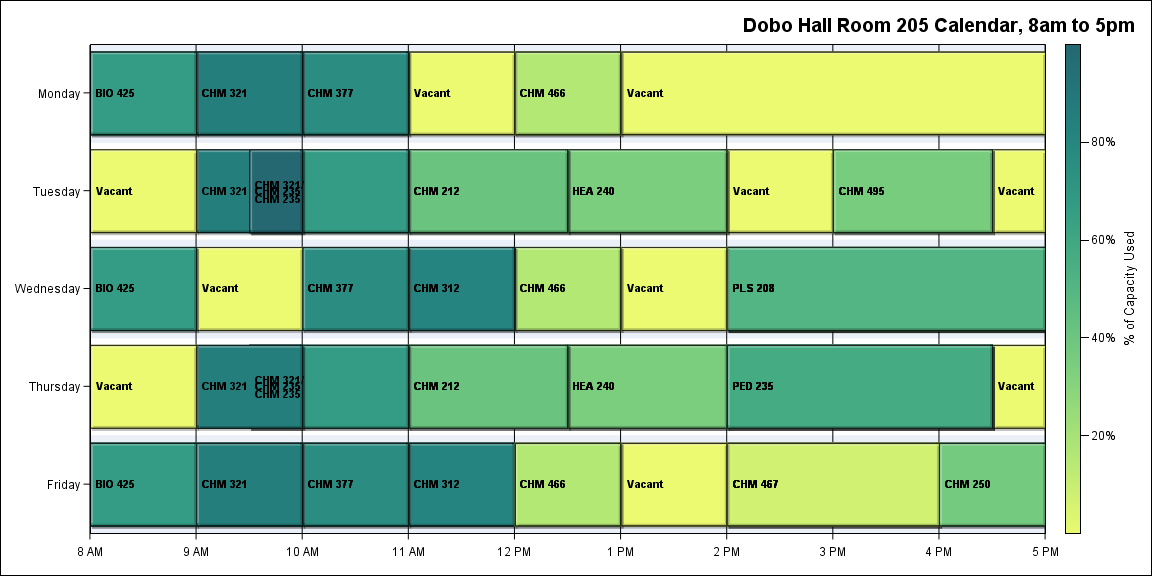 Dobo Hall Room 205 Calendar, 8am to 5pm
Monday
BIO 425
CHM 321
CHM 377
Vacant
CHM 466
Vacant
Tuesday
Vacant
CHM 321
CHM 321/
CHM 235
CHM 235
CHM 212
HEA 240
Vacant
CHM 495
Vacant
Wednesday
BIO 425
Vacant
CHM 377
CHM 312
CHM 466
Vacant
PLS 208
Thursday
Vacant
CHM 321
CHM 321/
CHM 235
CHM 235
CHM 212
HEA 240
PED 235
Vacant
Friday
BIO 425
CHM 321
CHM 377
CHM 312
CHM 466
Vacant
CHM 467
CHM 250
8 AM
9 AM
10 AM
11 AM
12 PM
1 PM
2 PM
3 PM
4 PM
5 PM
80%
60%
40%
20%
% of Capacity Used